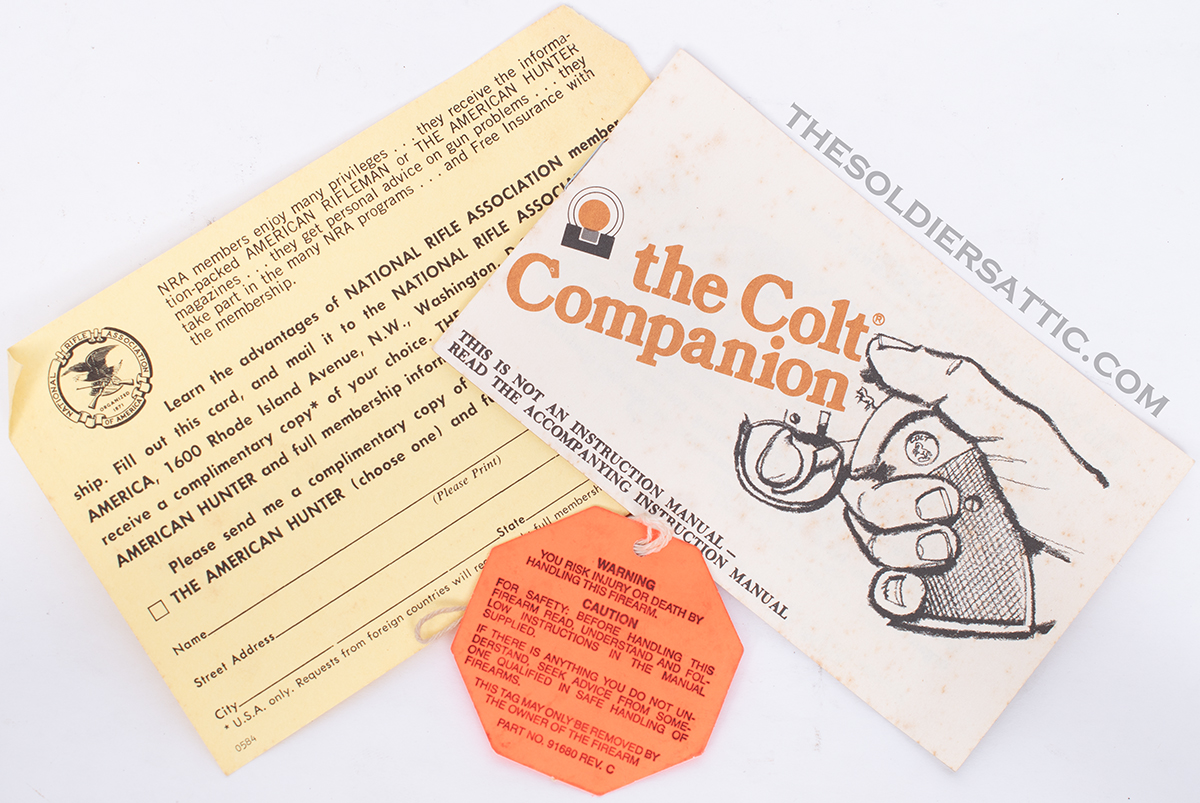 NRA members enjoy many privileges . . . they receive the informa-
tion-packed AMERICAN RIFLEMAN or THE AMERICAN HUNTER
magazines . . . they get personal advice on gun problems . . . they
take part in the many NRA programs . . . and Free Insurance with
the membership.
Learn the advantages of NATIONAL RIFLE ASSOCIATION member-
ship. Fill out this card, and mail it to the NATIONAL RIFLE
AMERICA, 1600 Rhode Island Avenue, N.W., Washington,
receive a complimentary copy* of your choice.
AMERICAN HUNTER and full membership
Please send me a complimentary copy of
THE AMERICAN HUNTER (choose one) and
(Please Print)
Name
Street Address
City
State
* U.S.A. only. Requests from foreign countries will full
0584
NATIONAL RIFLE ASSOCIATION OF AMERICA
ORGANIZED
1871
the Colt®
Companion
THIS IS NOT AN INSTRUCTION MANUAL –
READ THE ACCOMPANYING INSTRUCTION MANUAL
WARNING
YOU RISK INJURY OR DEATH BY
HANDLING THIS FIREARM.
CAUTION
FOR SAFETY: BEFORE HANDLING THIS
FIREARM READ, UNDERSTAND AND FOL-
LOW INSTRUCTIONS IN THE MANUAL
SUPPLIED.
IF THERE IS ANYTHING YOU DO NOT UN-
DERSTAND, SEEK ADVICE FROM SOME-
ONE QUALIFIED IN SAFE HANDLING OF
FIREARMS.
THIS TAG MAY ONLY BE REMOVED BY
THE OWNER OF THE FIREARM
PART NO. 91680 REV. C
THESOLDIERSATTIC.COM